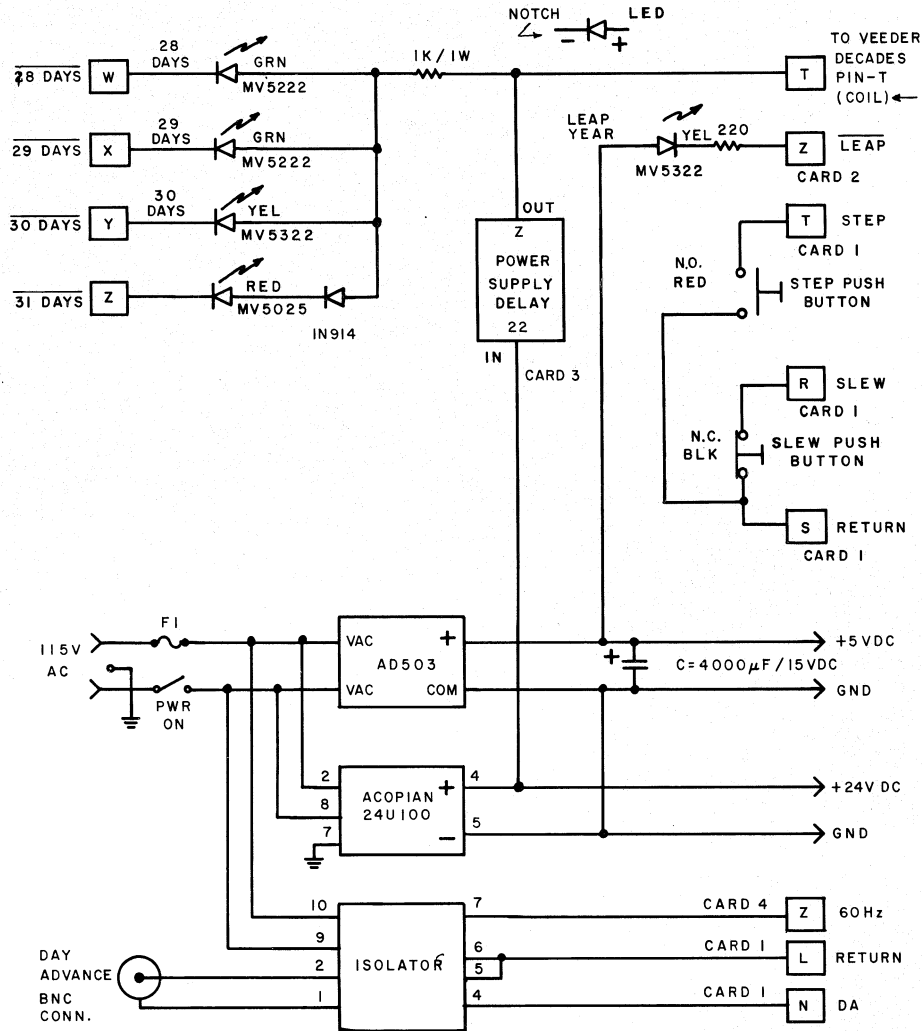 NOTCH
LED
− +
28 DAYS
W
28 DAYS
GRN
MV5222
1K/1W
T
TO VEEDER
DECADES
PIN-T
(COIL)
29 DAYS
X
29 DAYS
GRN
MV5222
LEAP
YEAR
YEL
220
MV5322
Z
LEAP
CARD 2
30 DAYS
Y
30 DAYS
YEL
MV5322
31 DAYS
Z
RED
MV5025
IN914
OUT
Z
POWER
SUPPLY
DELAY
22
IN
CARD 3
T
STEP
CARD 1
N.O.
RED
STEP PUSH
BUTTON
R
SLEW
CARD 1
N.C.
BLK
SLEW PUSH
BUTTON
S
RETURN
CARD 1
115V
AC
F1
PWR
ON
VAC
+
AD503
VAC
COM
+
C=4000µF/15VDC
+5VDC
GND
2
8
7
ACOPIAN
24U100
+
−
4
5
+24V DC
GND
DAY
ADVANCE
BNC
CONN.
10
9
2
1
ISOLATOR
7
6
5
4
CARD 4
Z
60Hz
CARD 1
L
RETURN
CARD 1
N
DA